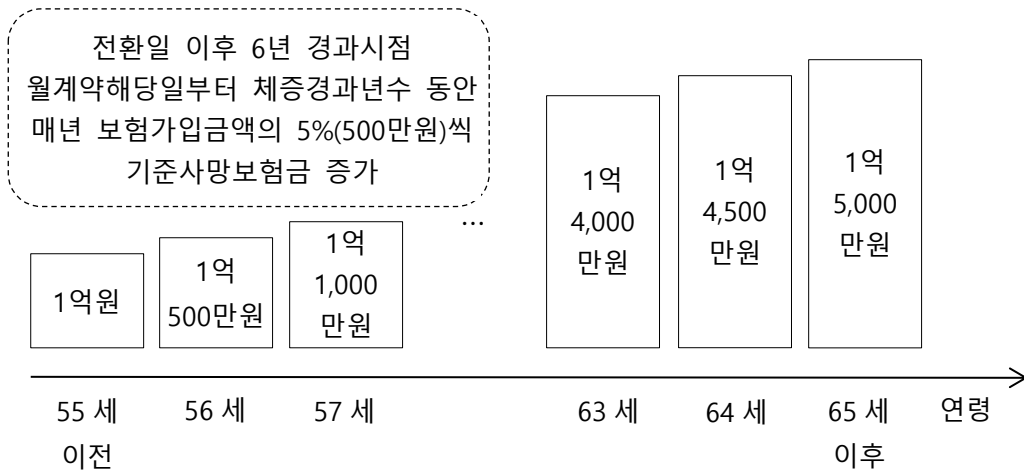 전환일 이후 6년 경과시점
월계약해당일부터 체증경과년수 동안
매년 보험가입금액의 5%(500만원)씩
기준사망보험금 증가
...
1억원
1억
500만원
1억
1,000
만원
1억
4,000
만원
1억
4,500
만원
1억
5,000
만원
55 세
이전
56 세
57 세
63 세
64 세
65 세
이후
연령